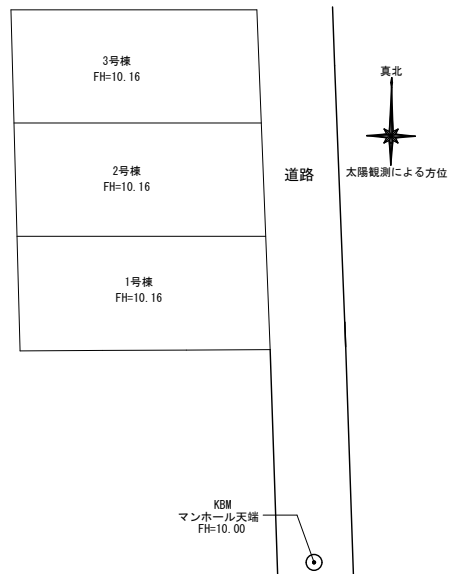 3号棟
FH=10.16
真北
2号棟
FH=10.16
道路
太陽観測による方位
1号棟
FH=10.16
KBM
マンホール天端
FH=10.00